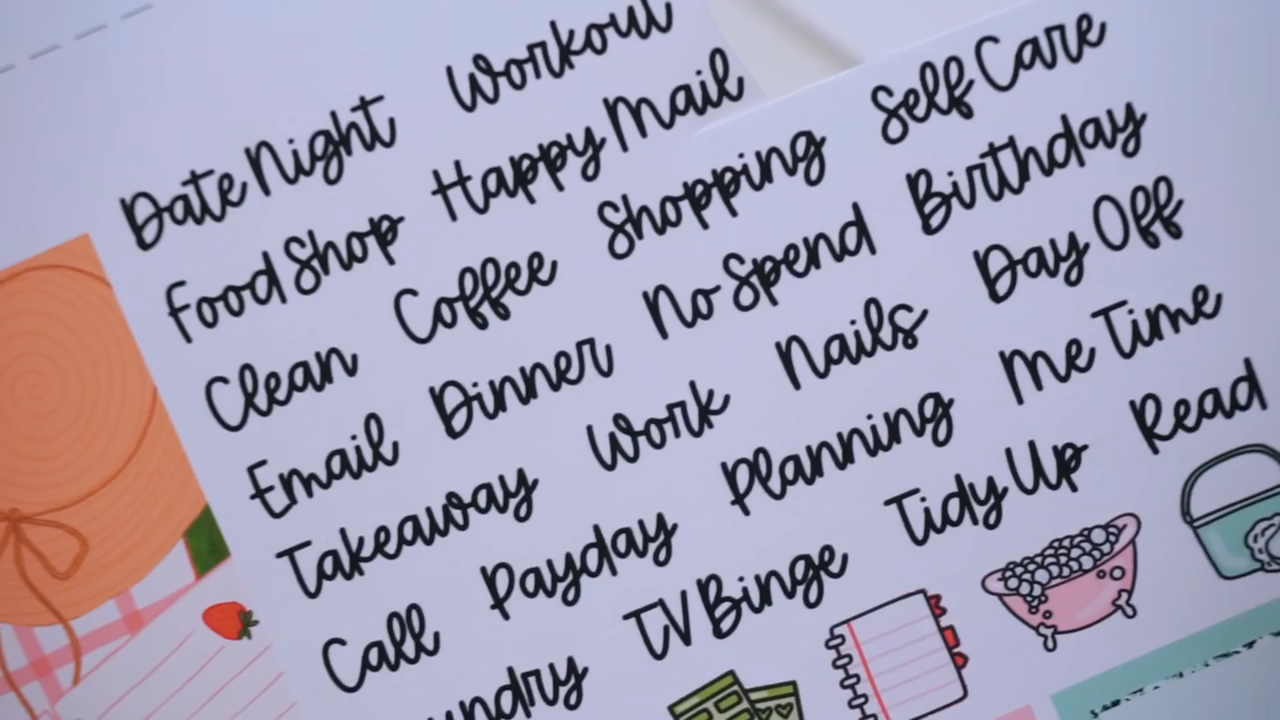 Date Night Workout
Food Shop Happy Mail
Clean Coffee Shopping Self Care
Email Dinner No Spend Birthday
Takeaway Work Nails Day Off
Call Payday Planning Me Time
TV Binge Tidy Up Read